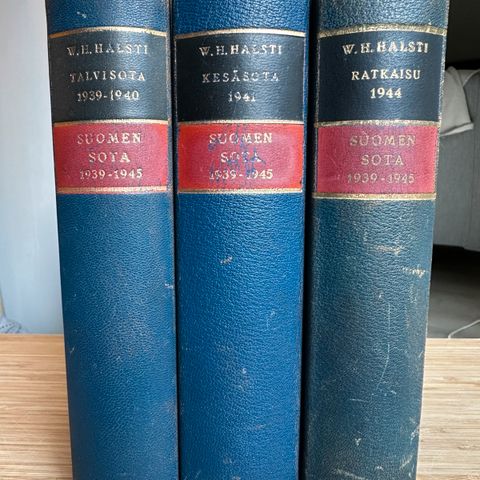 W.H.HALSTI
TALVISOTA
1939-1940
SUOMEN
SOTA
1939-1945
W.H.HALSTI
KESÄSOTA
1941
SUOMEN
SOTA
1939-1945
W.H.HALSTI
RATKAISU
1944
SUOMEN
SOTA
1939-1945